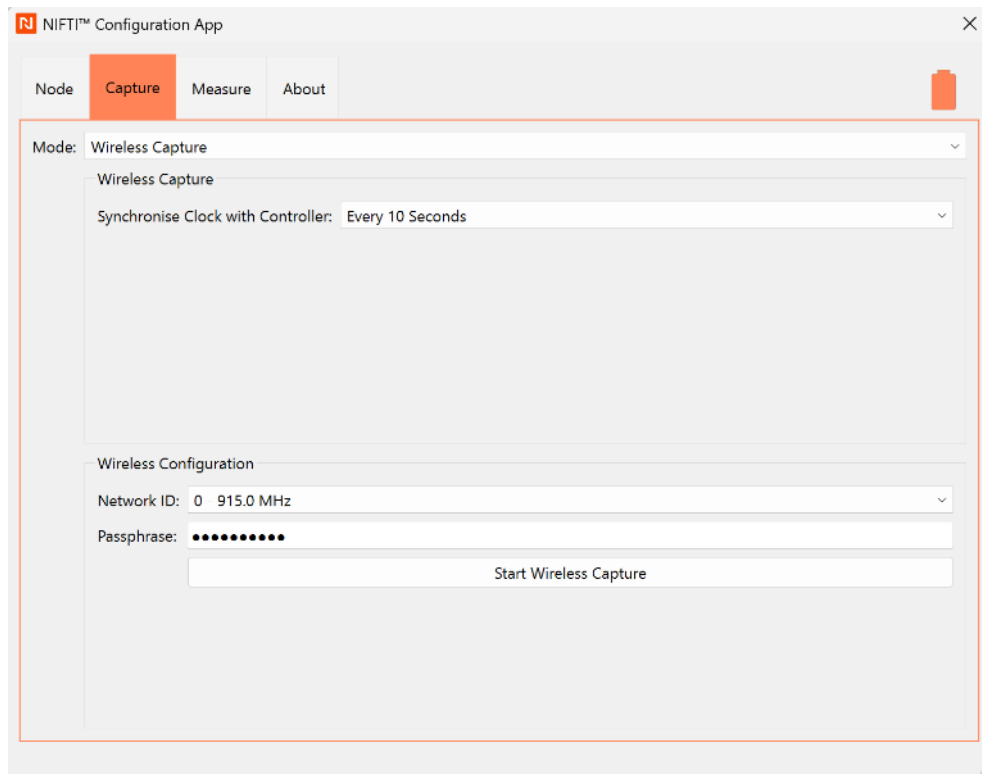 NIFTI™ Configuration App
Node Capture Measure About
Mode: Wireless Capture
Wireless Capture
Synchronise Clock with Controller: Every 10 Seconds
Wireless Configuration
Network ID: 0 915.0 MHz
Passphrase: ●●●●●●●●●●
Start Wireless Capture